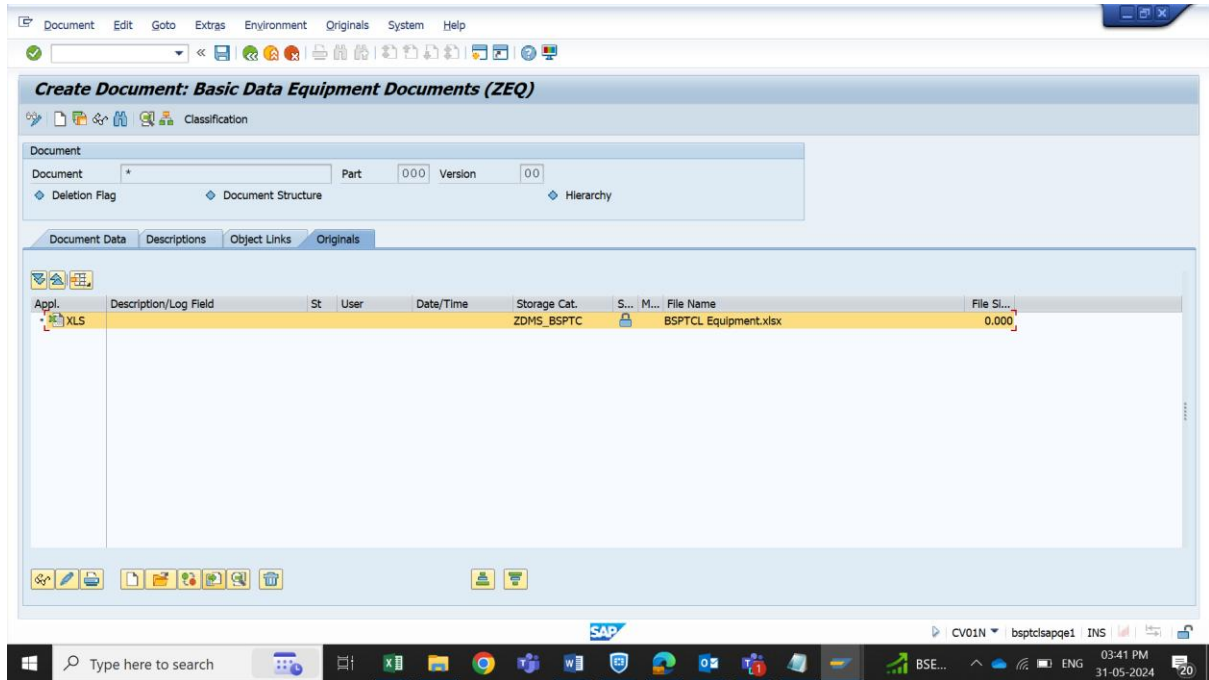 Document Edit Goto Extras Environment Originals System Help
Create Document: Basic Data Equipment Documents (ZEQ)
Classification
Document
Document * Part 000 Version 00
Deletion Flag Document Structure Hierarchy
Document Data Descriptions Object Links Originals
Appl. Description/Log Field St User Date/Time Storage Cat. S... M... File Name File Si...
XLS ZDMS_BSPTC BSPTCL Equipment.xlsx 0.000
SAP
CV01N bsptclsapqe1 INS
Type here to search BSE... ENG 03:41 PM
31-05-2024 20